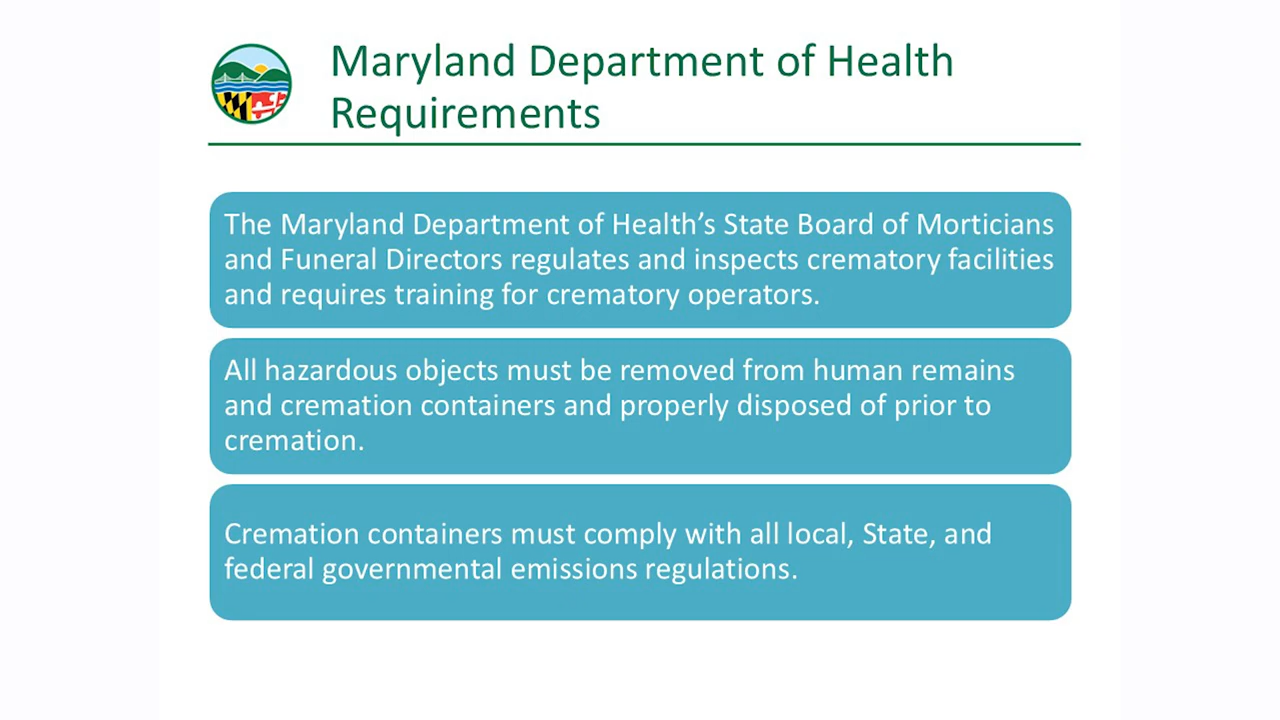 Maryland Department of Health
Requirements
The Maryland Department of Health’s State Board of Morticians
and Funeral Directors regulates and inspects crematory facilities
and requires training for crematory operators.
All hazardous objects must be removed from human remains
and cremation containers and properly disposed of prior to
cremation.
Cremation containers must comply with all local, State, and
federal governmental emissions regulations.